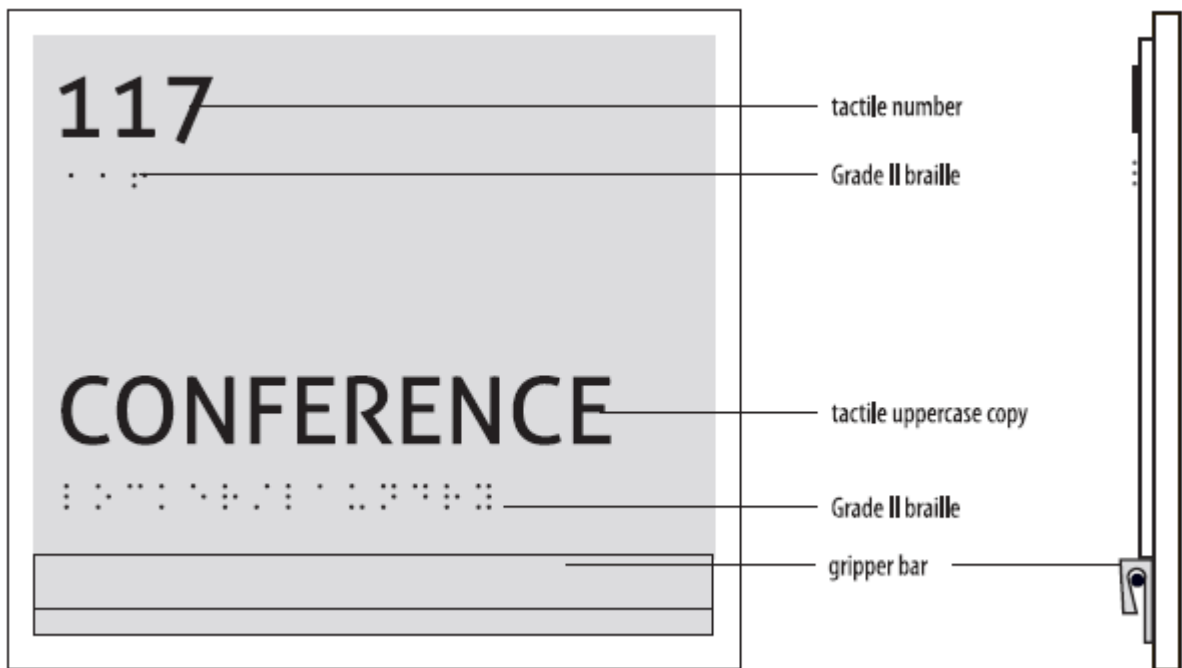 117
tactile number
Grade II braille
CONFERENCE
tactile uppercase copy
⠇⠕⠉⠅⠑⠗⠌⠇⠁⠥⠝⠙⠗⠽
Grade II braille
gripper bar